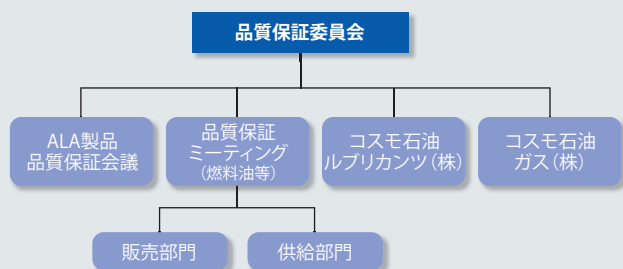 品質保証委員会
ALA製品
品質保証会議
品質保証
ミーティング
（燃料油等）
コスモ石油
ルブリカンツ（株）
コスモ石油
ガス（株）
販売部門
供給部門